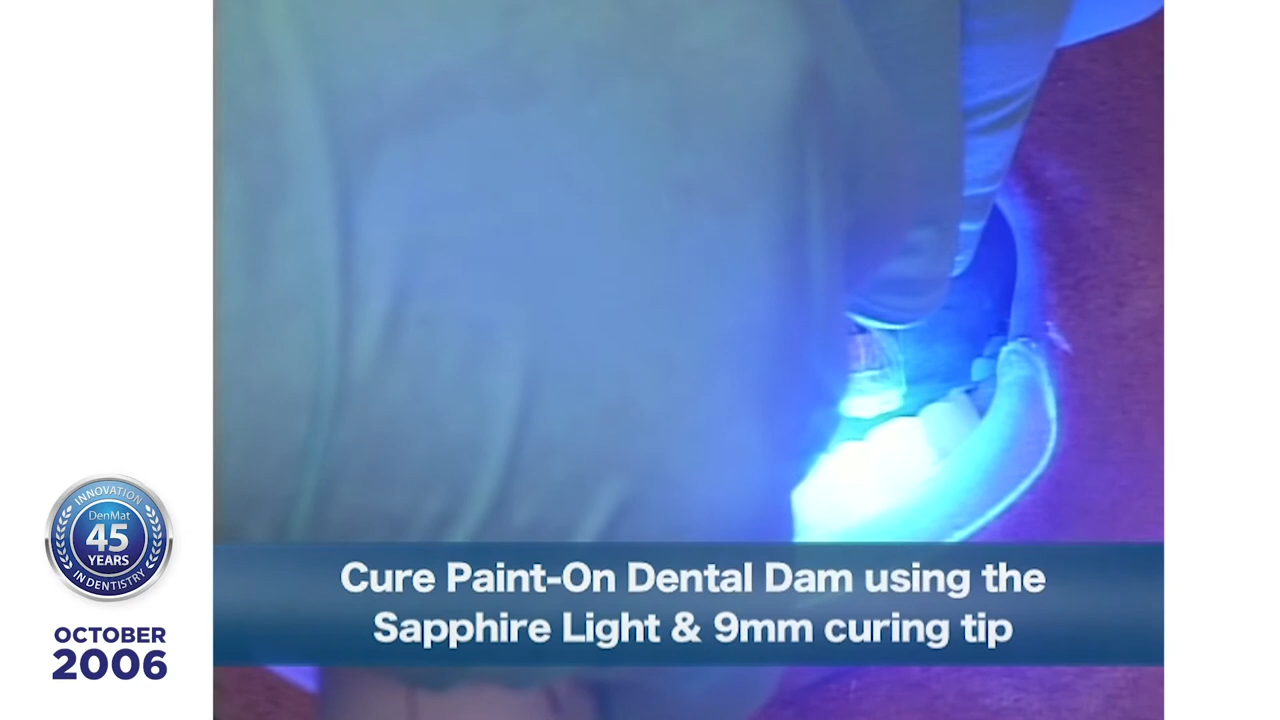 INNOVATION
DenMat
45
YEARS
IN DENTISTRY
OCTOBER
2006
Cure Paint-On Dental Dam using the
Sapphire Light & 9mm curing tip